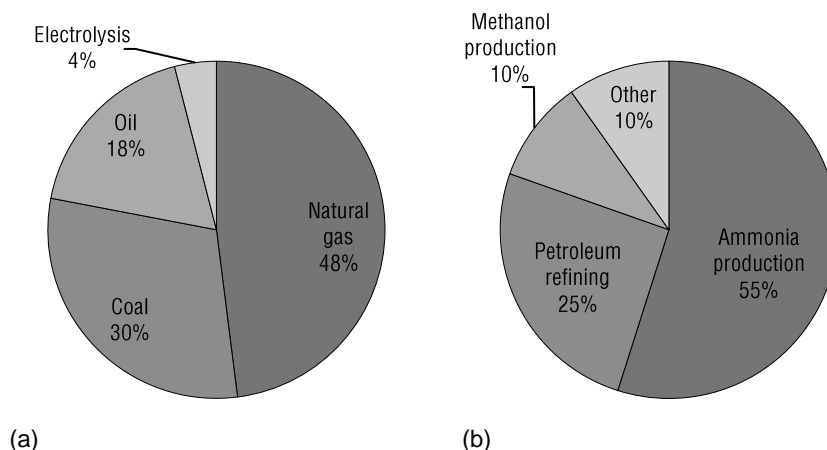 Electrolysis
4%
Oil
18%
Natural
gas
48%
Coal
30%
(a)
Methanol
production
10%
Other
10%
Petroleum
refining
25%
Ammonia
production
55%
(b)